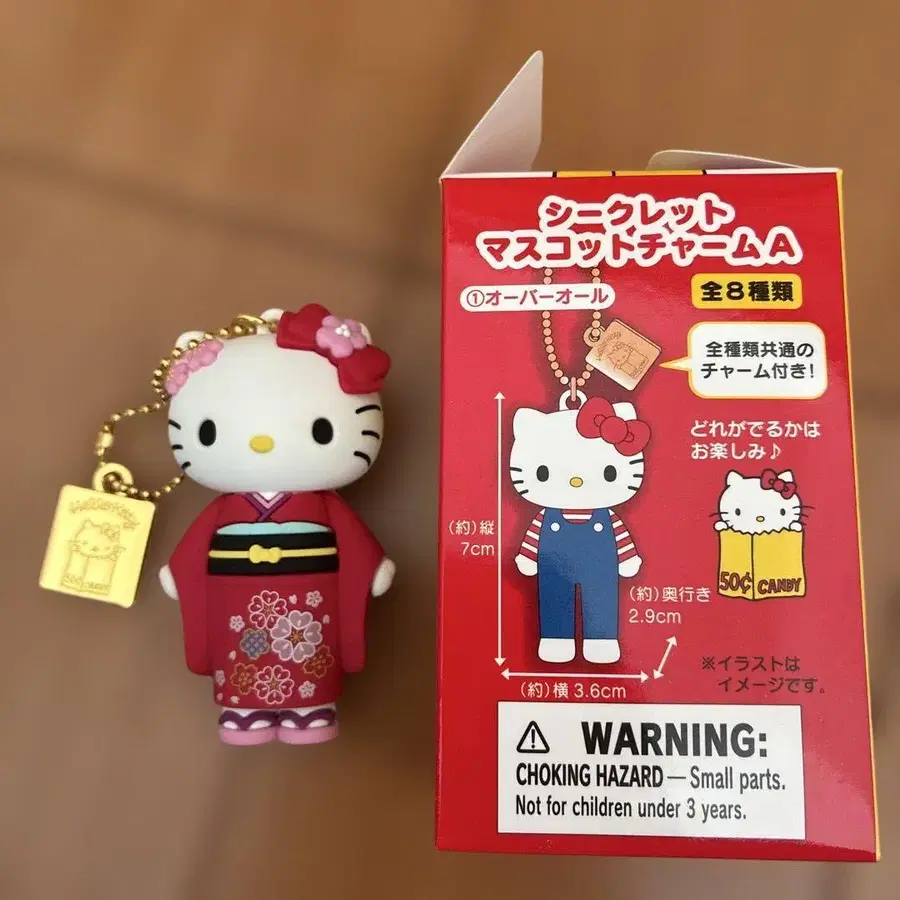 シークレット
マスコットチャームA
①オーバーオール
全8種類
全種類共通の
チャーム付き!
どれがでるかは
お楽しみ♪
(約)縦
7cm
50¢ CANDY
(約)奥行き
2.9cm
(約)横3.6cm
※イラストは
イメージです。
⚠ WARNING:
CHOKING HAZARD — Small parts.
Not for children under 3 years.
Hello Kitty
50¢ CANDY